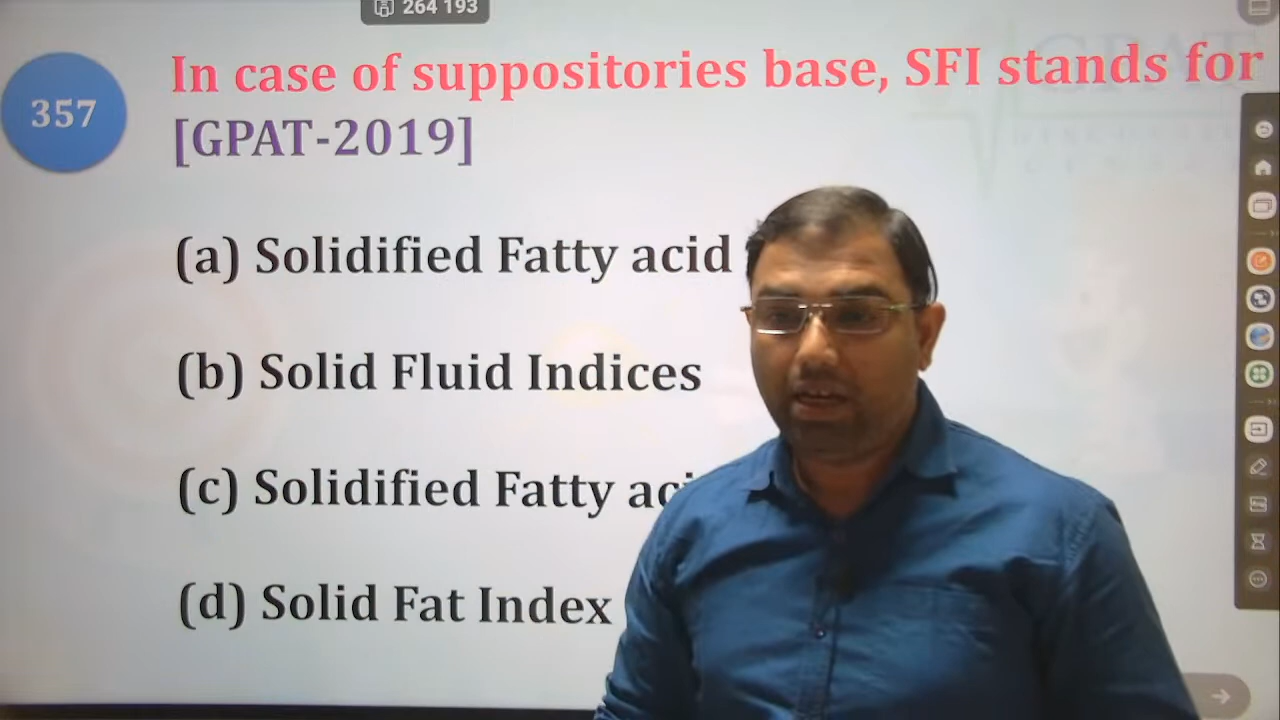 264 193
357
In case of suppositories base, SFI stands for
[GPAT-2019]
(a) Solidified Fatty acid
(b) Solid Fluid Indices
(c) Solidified Fatty
(d) Solid Fat Index